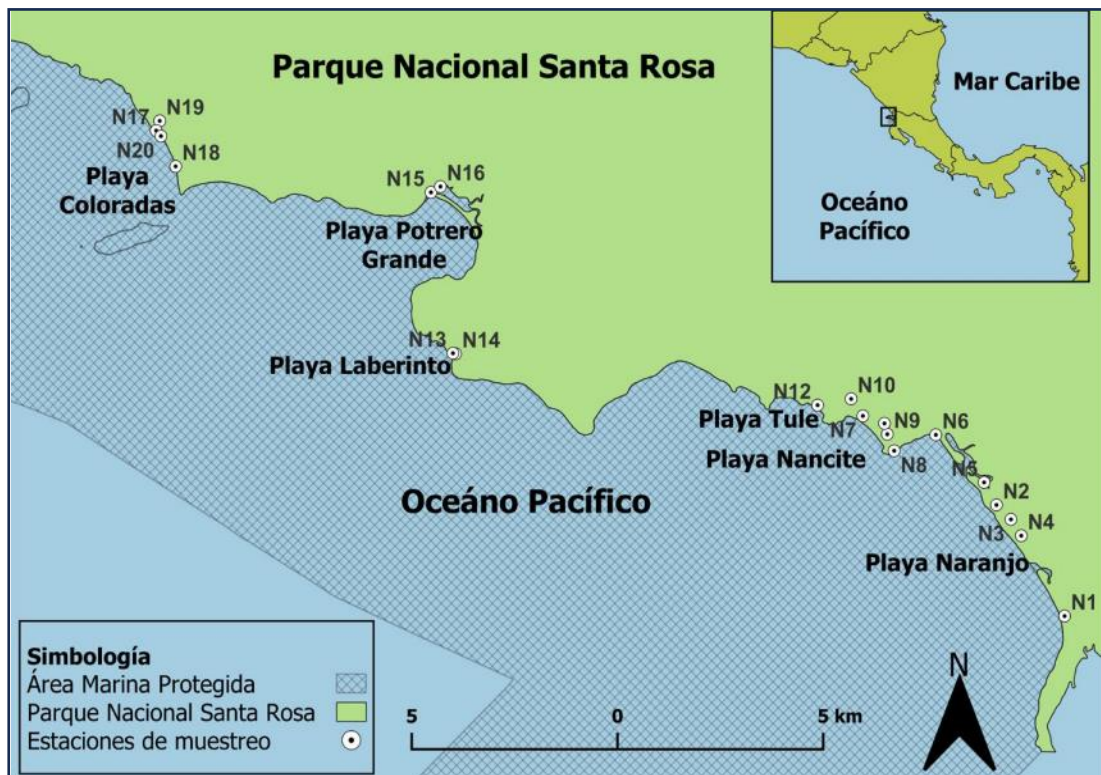 Parque Nacional Santa Rosa
Mar Caribe
Oceáno
Pacífico
N19
N17
N20
N18
Playa
Coloradas
N15
N16
Playa Potrero
Grande
N13
N14
Playa Laberinto
N12
N10
Playa Tule
N7
N9
N6
Playa Nancite
N8
N5
N2
N3
N4
Playa Naranjo
N1
Oceáno Pacífico
Simbología
Área Marina Protegida
Parque Nacional Santa Rosa
Estaciones de muestreo
5 0 5 km
N